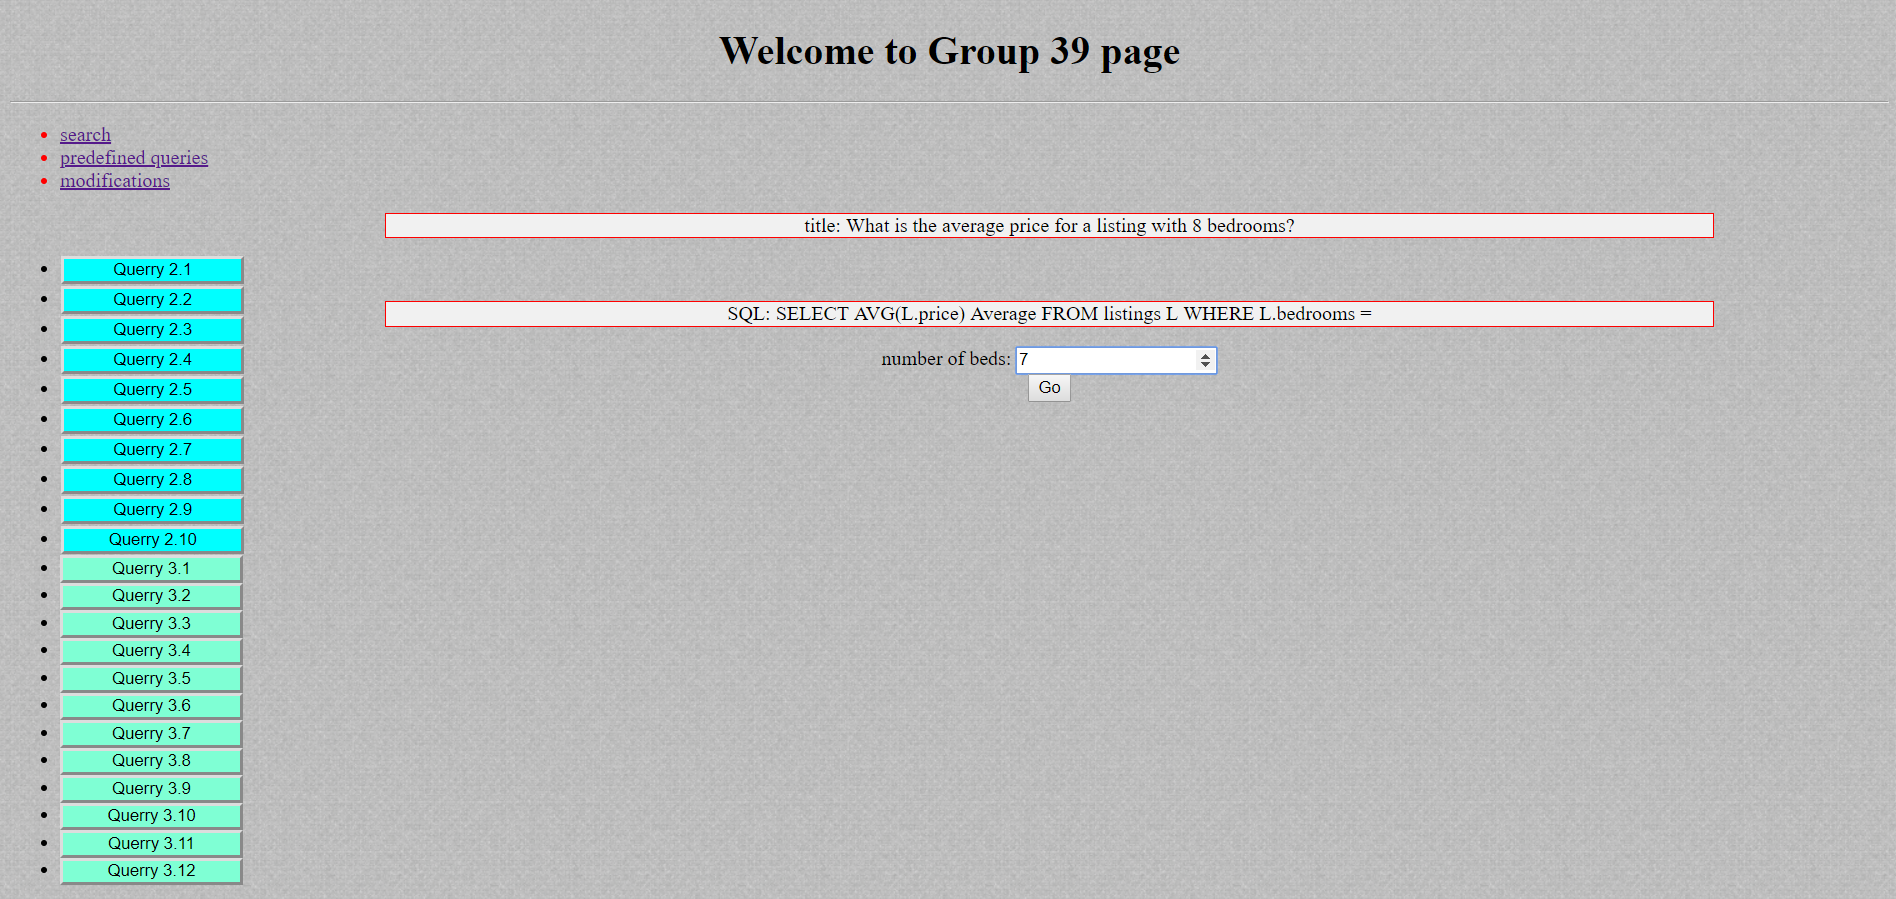 Welcome to Group 39 page
search
predefined queries
modifications
title: What is the average price for a listing with 8 bedrooms?
SQL: SELECT AVG(L.price) Average FROM listings L WHERE L.bedrooms =
number of beds: 7
Go
Querry 2.1
Querry 2.2
Querry 2.3
Querry 2.4
Querry 2.5
Querry 2.6
Querry 2.7
Querry 2.8
Querry 2.9
Querry 2.10
Querry 3.1
Querry 3.2
Querry 3.3
Querry 3.4
Querry 3.5
Querry 3.6
Querry 3.7
Querry 3.8
Querry 3.9
Querry 3.10
Querry 3.11
Querry 3.12